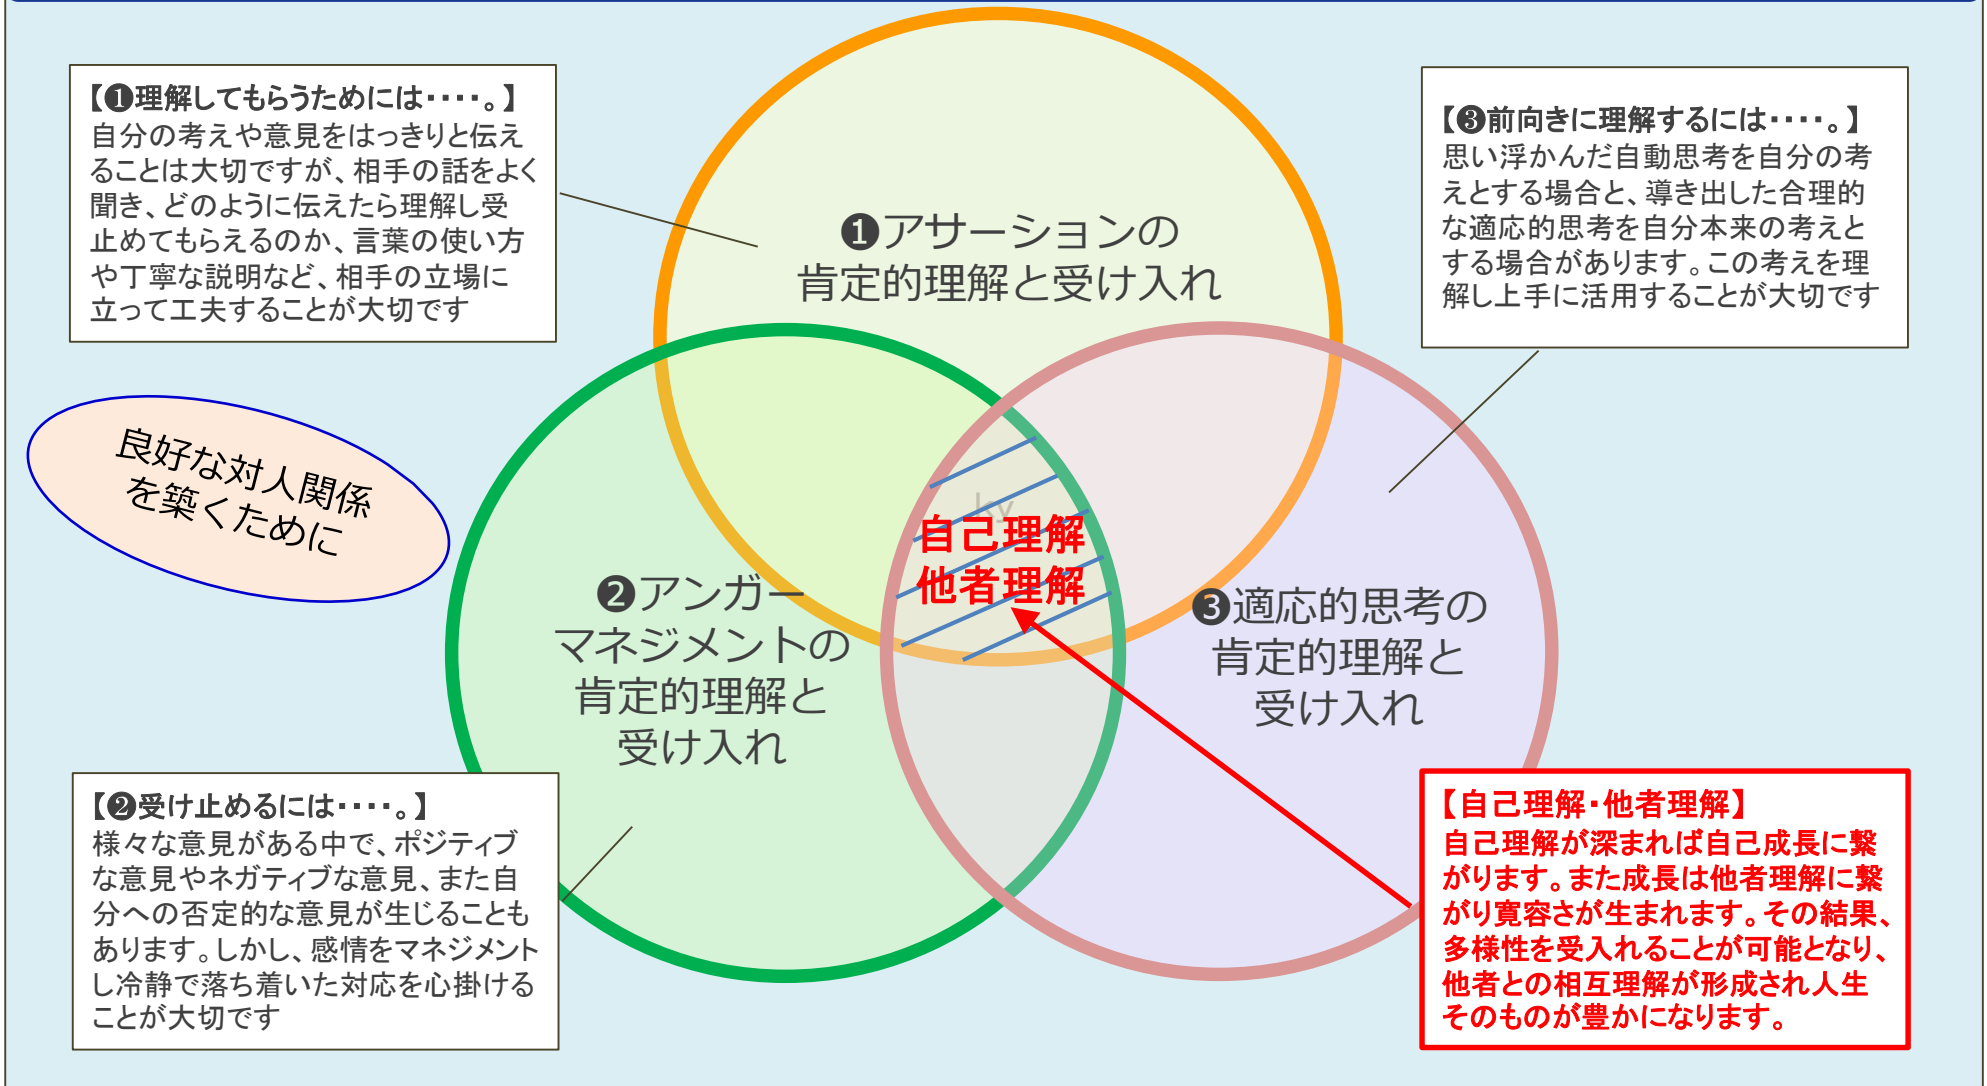 【❶理解してもらうためには・・・・。】
自分の考えや意見をはっきりと伝え
ることは大切ですが、相手の話をよく
聞き、どのように伝えたら理解し受
止めてもらえるのか、言葉の使い方
や丁寧な説明など、相手の立場に
立って工夫することが大切です
【❸前向きに理解するには・・・・。】
思い浮かんだ自動思考を自分の考
えとする場合と、導き出した合理的
な適応的思考を自分本来の考えと
する場合があります。この考えを理
解し上手に活用することが大切です
❶アサーションの
肯定的理解と受け入れ
良好な対人関係
を築くために
ky
自己理解
他者理解
❷アンガー
マネジメントの
肯定的理解と
受け入れ
❸適応的思考の
肯定的理解と
受け入れ
【❷受け止めるには・・・・。】
様々な意見がある中で、ポジティブ
な意見やネガティブな意見、また自
分への否定的な意見が生じることも
あります。しかし、感情をマネジメント
し冷静で落ち着いた対応を心掛ける
ことが大切です
【自己理解・他者理解】
自己理解が深まれば自己成長に繋
がります。また成長は他者理解に繋
がり寛容さが生まれます。その結果、
多様性を受入れることが可能となり、
他者との相互理解が形成され人生
そのものが豊かになります。